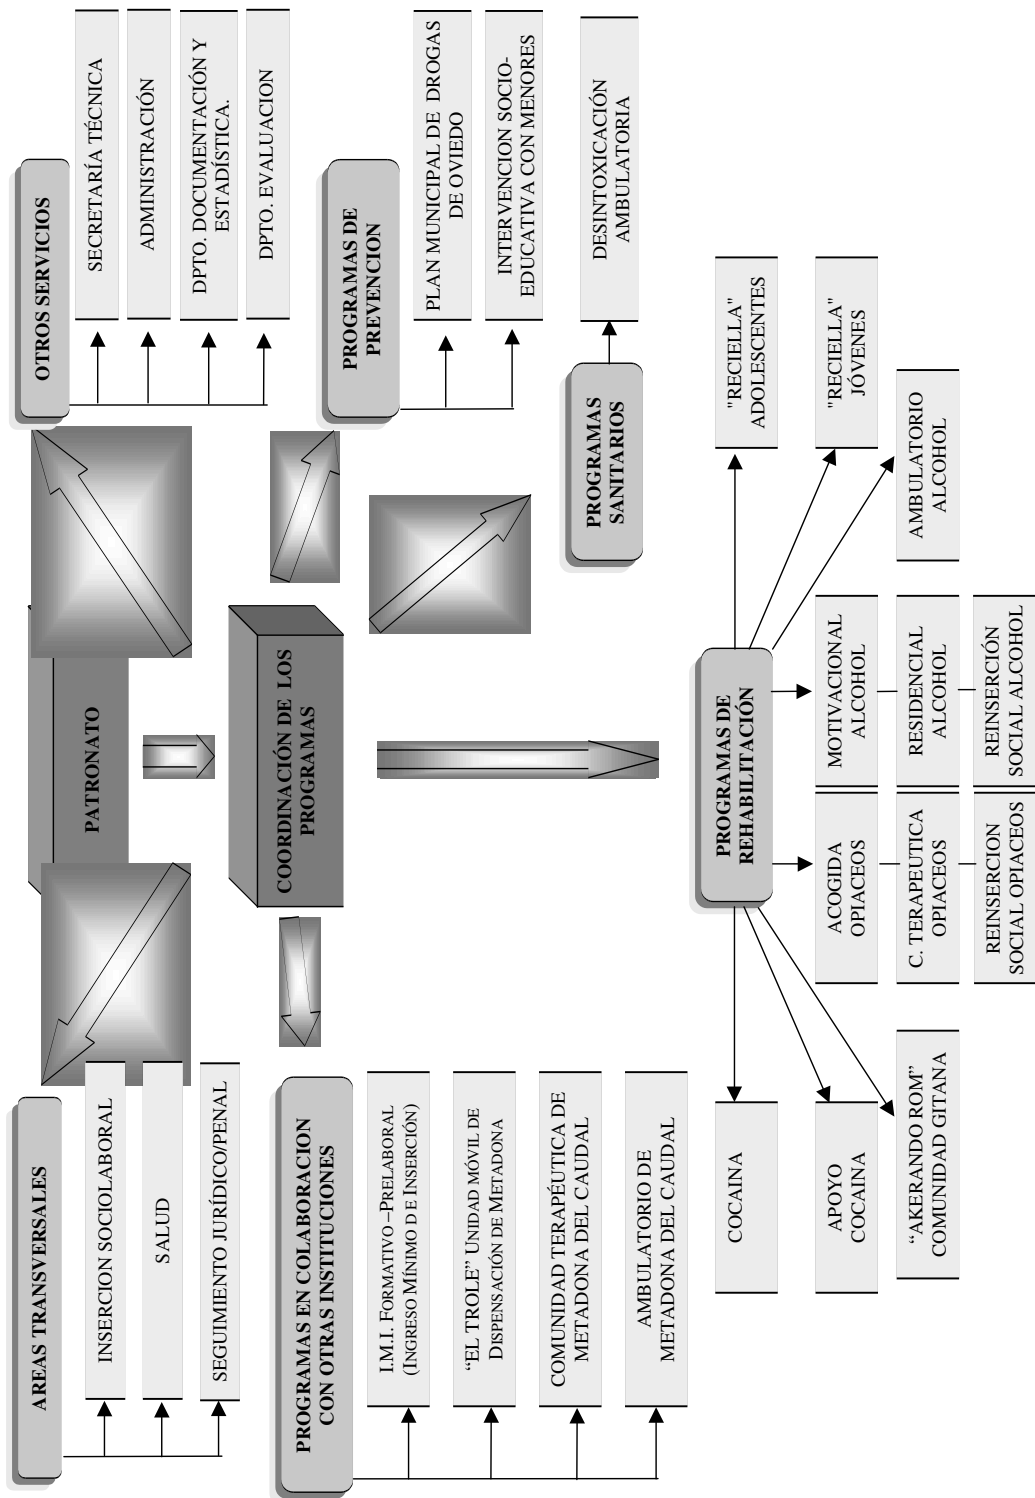 PATRONATO
COORDINACIÓN DE LOS
PROGRAMAS
AREAS TRANSVERSALES
INSERCION SOCIOLABORAL
SALUD
SEGUIMIENTO JURÍDICO/PENAL
OTROS SERVICIOS
SECRETARÍA TÉCNICA
ADMINISTRACIÓN
DPTO. DOCUMENTACIÓN Y
ESTADÍSTICA.
DPTO. EVALUACION
PROGRAMAS EN COLABORACION
CON OTRAS INSTITUCIONES
I.M.I. FORMATIVO –PRELABORAL
(INGRESO MÍNIMO DE INSERCIÓN)
“EL TROLE” UNIDAD MÓVIL DE
DISPENSACIÓN DE METADONA
COMUNIDAD TERAPÉUTICA DE
METADONA DEL CAUDAL
AMBULATORIO DE
METADONA DEL CAUDAL
PROGRAMAS DE
PREVENCION
PLAN MUNICIPAL DE DROGAS
DE OVIEDO
INTERVENCION SOCIO-
EDUCATIVA CON MENORES
PROGRAMAS
SANITARIOS
DESINTOXICACIÓN
AMBULATORIA
PROGRAMAS DE
REHABILITACIÓN
COCAINA
APOYO
COCAINA
“AKERANDO ROM”
COMUNIDAD GITANA
ACOGIDA
OPIACEOS
C. TERAPEUTICA
OPIACEOS
REINSERCION
SOCIAL OPIACEOS
MOTIVACIONAL
ALCOHOL
RESIDENCIAL
ALCOHOL
REINSERCIÓN
SOCIAL ALCOHOL
"RECIELLA"
ADOLESCENTES
"RECIELLA"
JÓVENES
AMBULATORIO
ALCOHOL